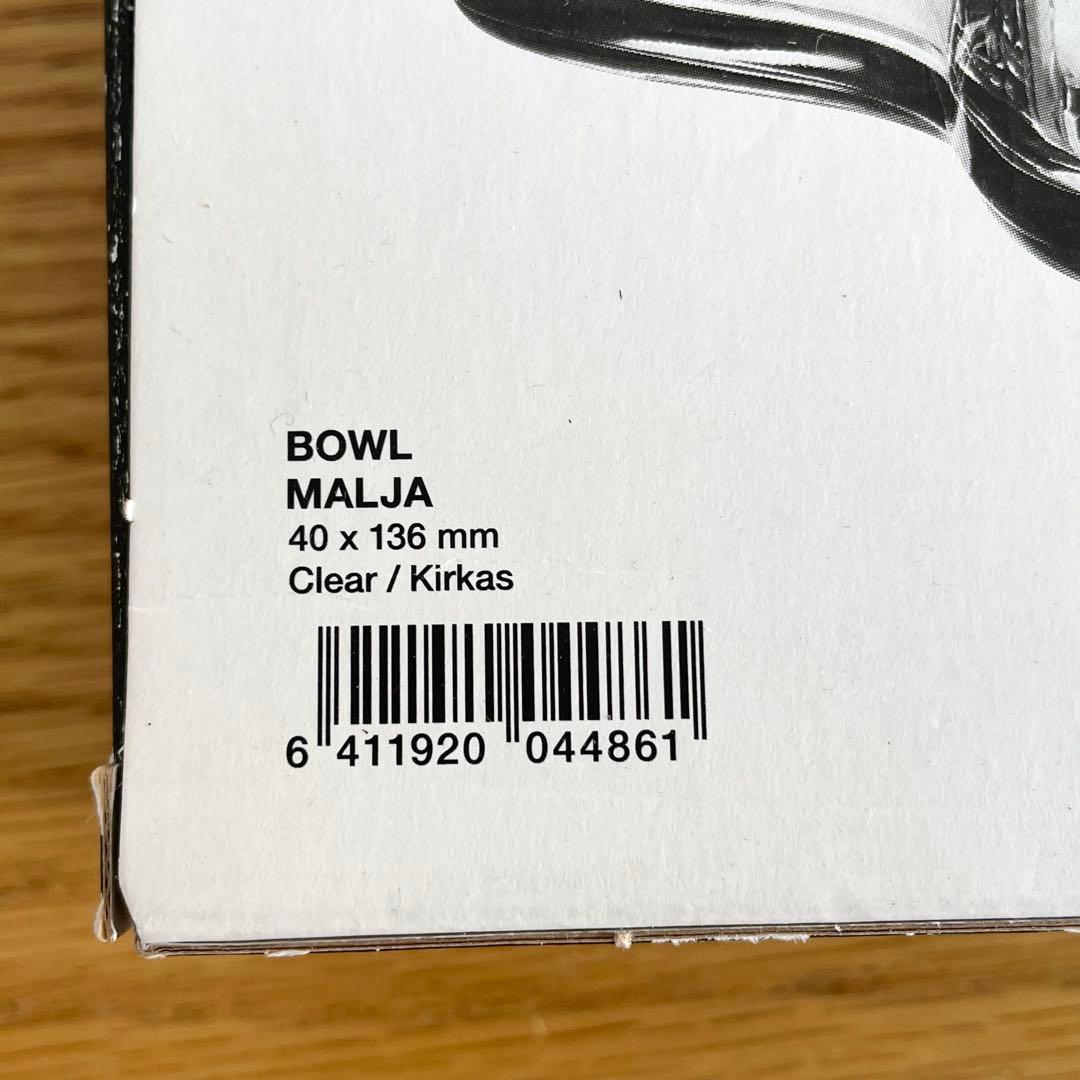 BOWL
MALJA
40 x 136 mm
Clear / Kirkas
6 411920 044861